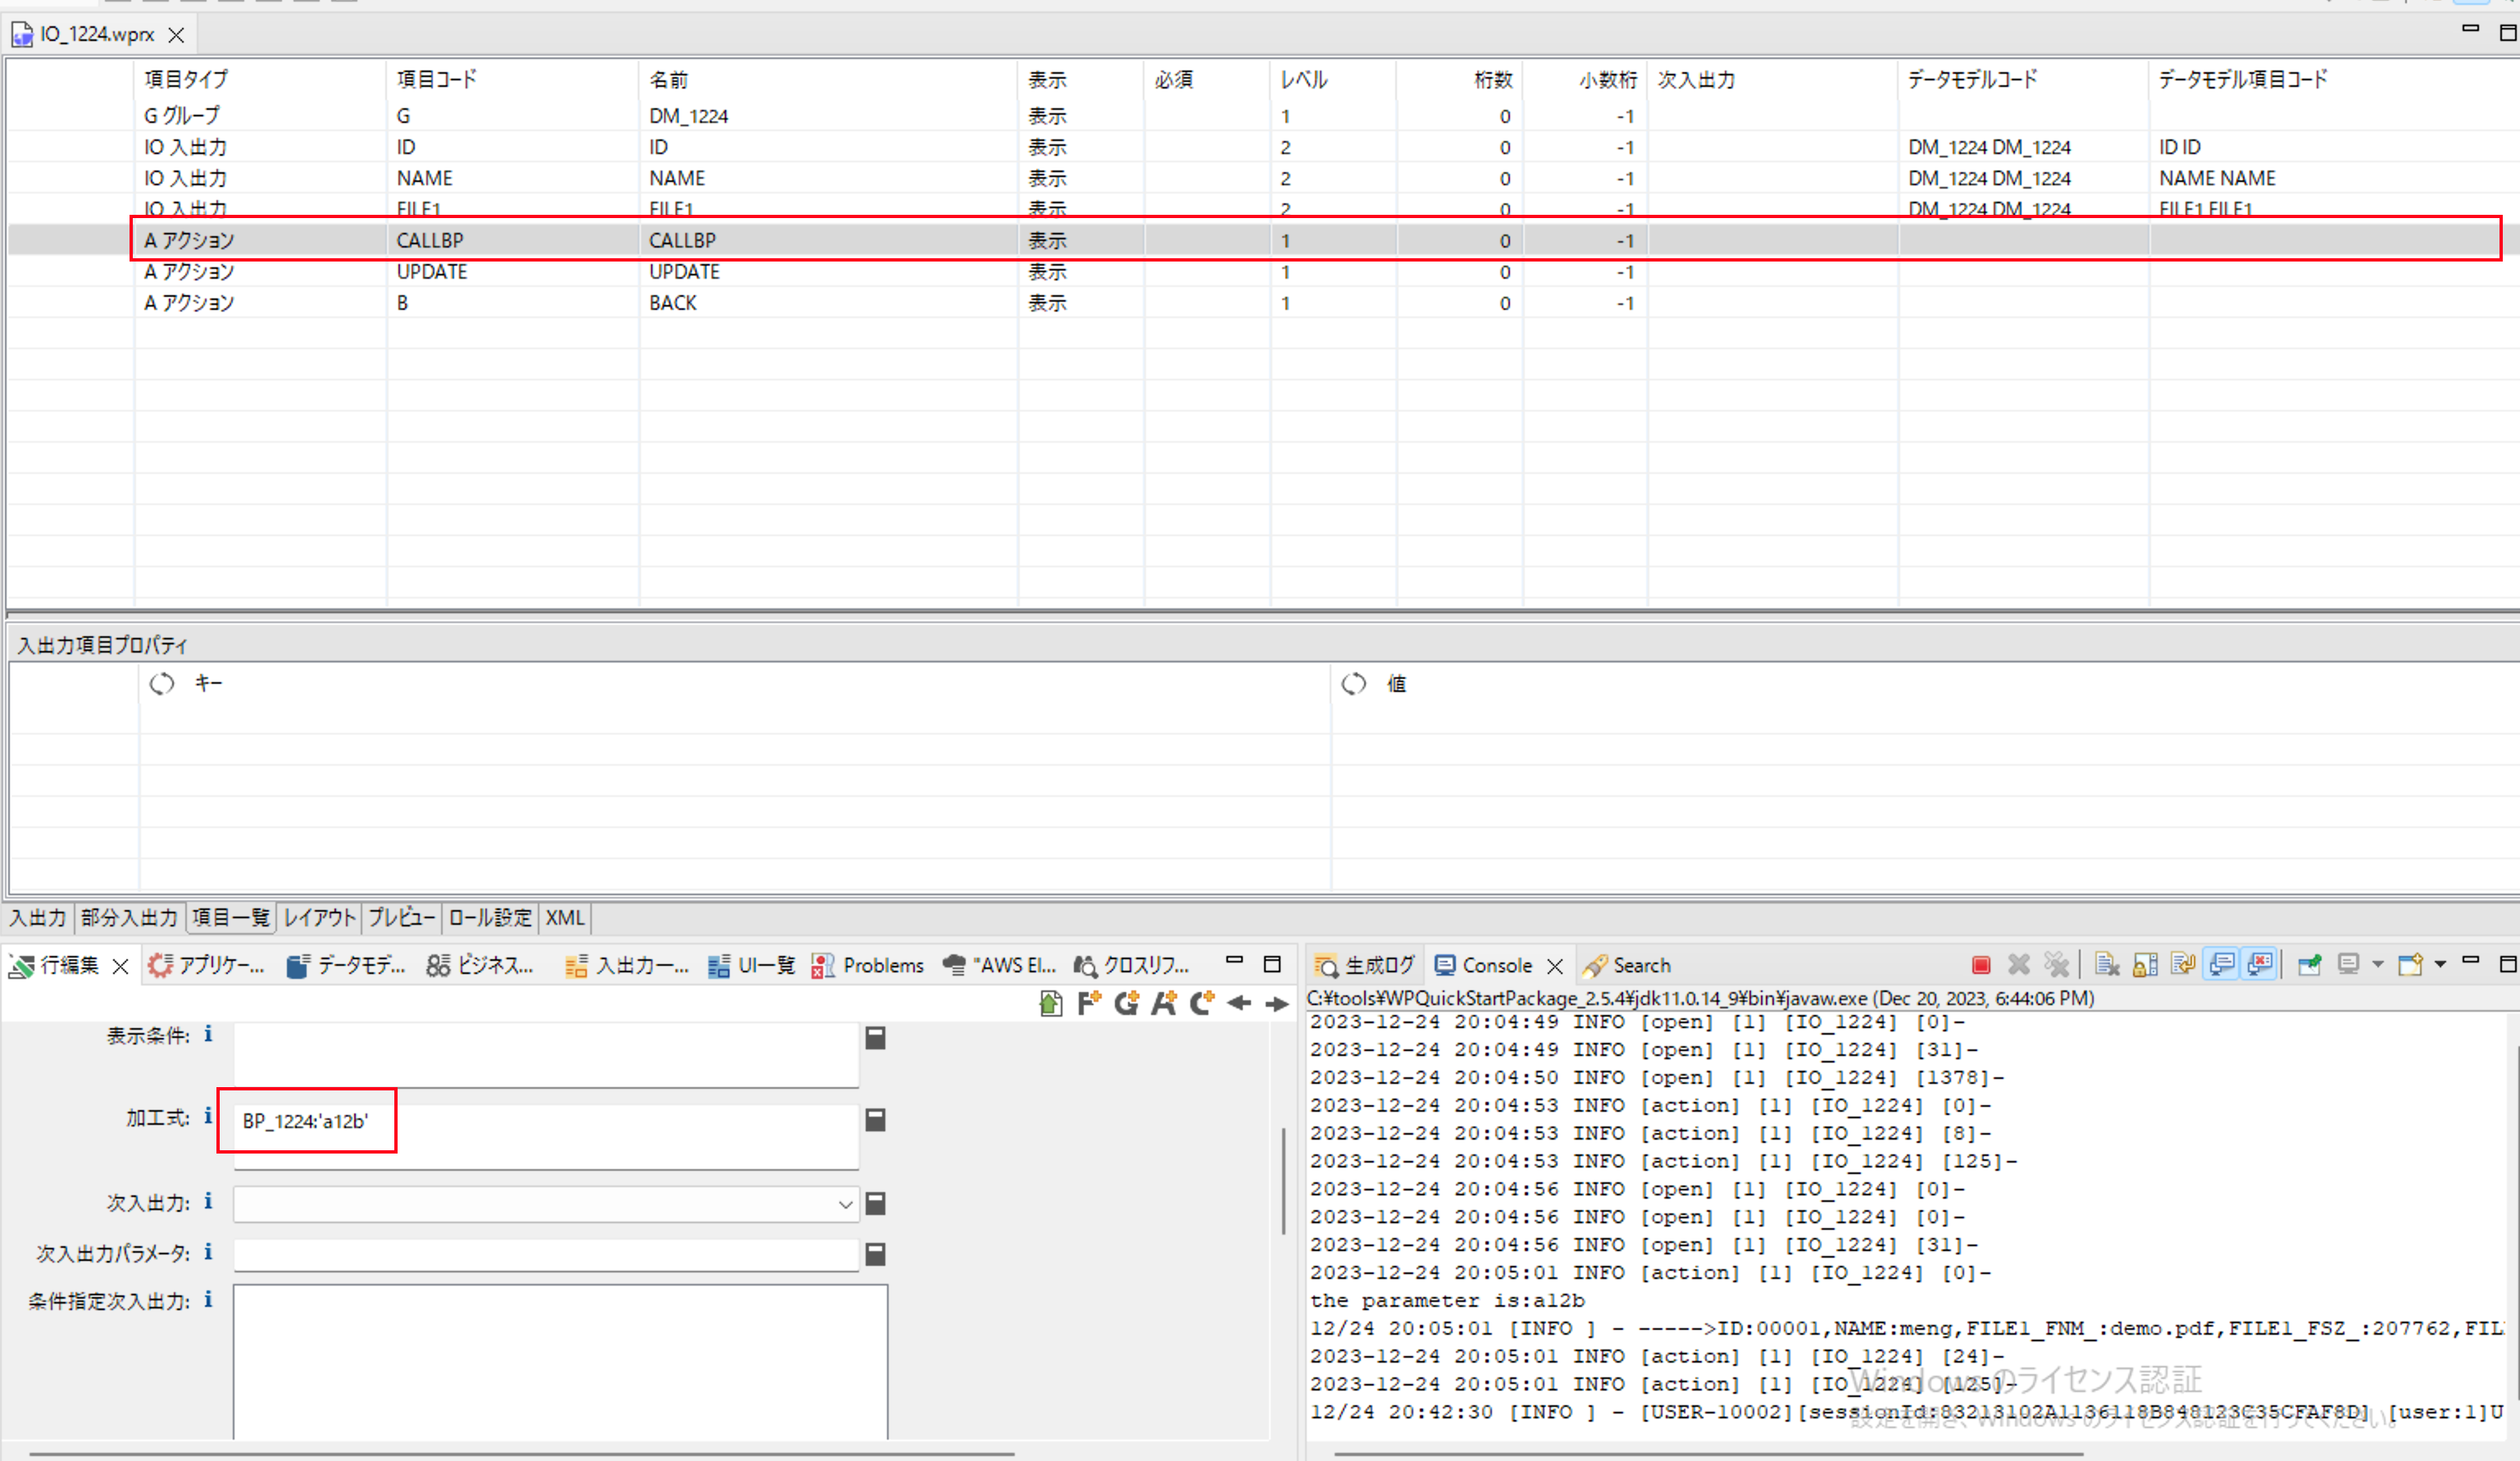 IO_1224.wprx
項目タイプ 項目コード 名前 表示 必須 レベル 桁数 小数桁 次入出力 データモデルコード データモデル項目コード
G グループ G DM_1224 表示 1 0 -1
IO 入出力 ID ID 表示 2 0 -1 DM_1224 DM_1224 ID ID
IO 入出力 NAME NAME 表示 2 0 -1 DM_1224 DM_1224 NAME NAME
IO 入出力 FILE1 FILE1 表示 2 0 -1 DM_1224 DM_1224 FILE1 FILE1
A アクション CALLBP CALLBP 表示 1 0 -1
A アクション UPDATE UPDATE 表示 1 0 -1
A アクション B BACK 表示 1 0 -1
入出力項目プロパティ
キー 値
入出力 部分入出力 項目一覧 レイアウト プレビュー ロール設定 XML
行編集 アプリケー... データモデ... ビジネス... 入出力一... UI一覧 Problems "AWS El... クロスリフ...
表示条件:
加工式: BP_1224:'a12b'
次入出力:
次入出力パラメータ:
条件指定次入出力:
生成ログ Console Search
C:¥tools¥WPQuickStartPackage_2.5.4¥jdk11.0.14_9¥bin¥javaw.exe (Dec 20, 2023, 6:44:06 PM)
2023-12-24 20:04:49 INFO [open] [1] [IO_1224] [0]-
2023-12-24 20:04:49 INFO [open] [1] [IO_1224] [31]-
2023-12-24 20:04:50 INFO [open] [1] [IO_1224] [1378]-
2023-12-24 20:04:53 INFO [action] [1] [IO_1224] [0]-
2023-12-24 20:04:53 INFO [action] [1] [IO_1224] [8]-
2023-12-24 20:04:53 INFO [action] [1] [IO_1224] [125]-
2023-12-24 20:04:56 INFO [open] [1] [IO_1224] [0]-
2023-12-24 20:04:56 INFO [open] [1] [IO_1224] [0]-
2023-12-24 20:04:56 INFO [open] [1] [IO_1224] [31]-
2023-12-24 20:05:01 INFO [action] [1] [IO_1224] [0]-
the parameter is:a12b
12/24 20:05:01 [INFO ] - ----->ID:00001,NAME:meng,FILE1_FNM_:demo.pdf,FILE1_FSZ_:207762,FIL
2023-12-24 20:05:01 INFO [action] [1] [IO_1224] [24]-
2023-12-24 20:05:01 INFO [action] [1] [IO_1224] [125]-
12/24 20:42:30 [INFO ] - [USER-10002][sessionId:83213102A1136118B848123C35CFAF8D] [user:1]U
Windows のライセンス認証
設定を開き、Windows のライセンス認証を行ってください。